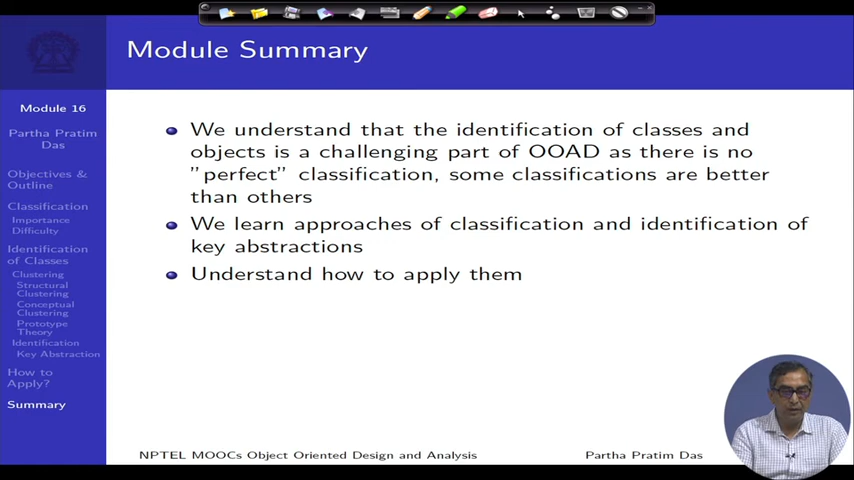 Module Summary
Module 16
Partha Pratim
Das
Objectives &
Outline
Classification
Importance
Difficulty
Identification
of Classes
Clustering
Structural
Clustering
Conceptual
Clustering
Prototype
Theory
Identification
Key Abstraction
How to
Apply?
Summary
We understand that the identification of classes and
objects is a challenging part of OOAD as there is no
"perfect" classification, some classifications are better
than others
We learn approaches of classification and identification of
key abstractions
Understand how to apply them
NPTEL MOOCs Object Oriented Design and Analysis
Partha Pratim Das